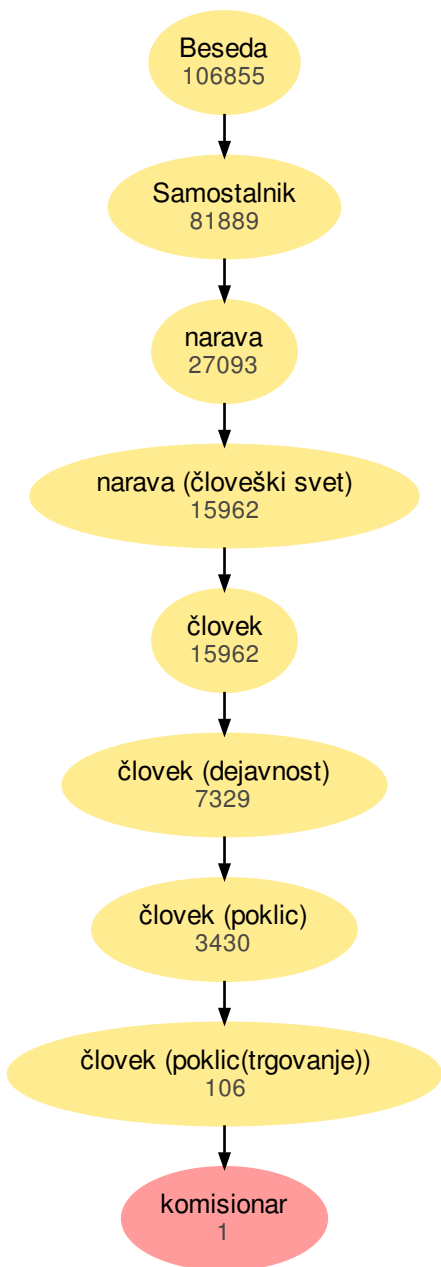 Beseda
106855
Samostalnik
81889
narava
27093
narava (človeški svet)
15962
človek
15962
človek (dejavnost)
7329
človek (poklic)
3430
človek (poklic(trgovanje))
106
komisionar
1